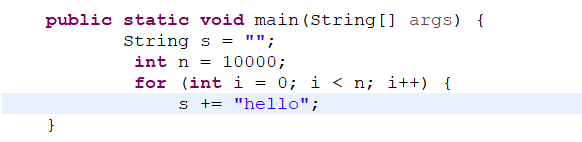 public static void main(String[] args) {
String s = "";
int n = 10000;
for (int i = 0; i < n; i++) {
s += "hello";
}